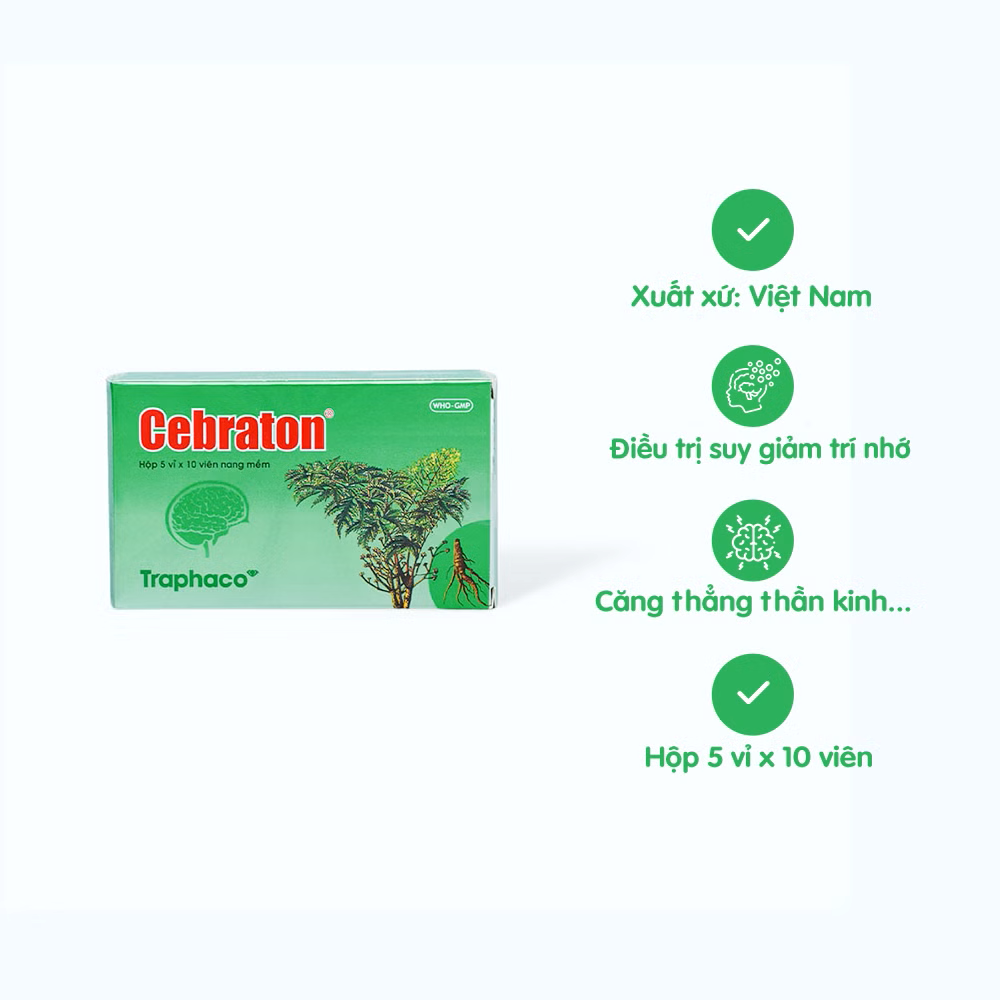 Cebraton®
WHO-GMP
Hộp 5 vỉ x 10 viên nang mềm
Traphaco
Xuất xứ: Việt Nam
Điều trị suy giảm trí nhớ
Căng thẳng thần kinh...
Hộp 5 vỉ x 10 viên